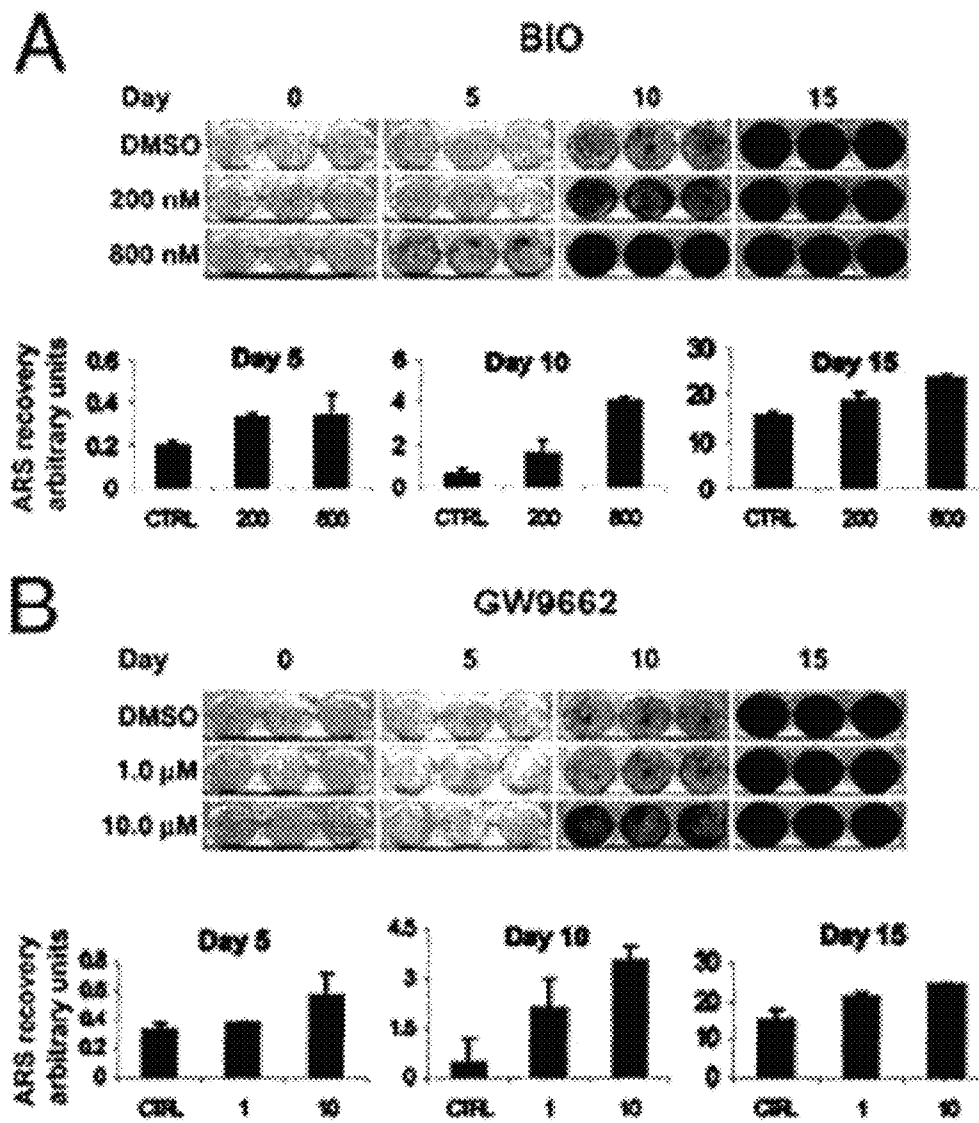 A
BIO
Day 0 5 10 15
DMSO
200 nM
800 nM
ARS recovery
arbitrary units
Day 5
0.6
0.4
0.2
0
CTRL 200 800
Day 10
6
4
2
0
CTRL 200 800
Day 15
30
20
10
0
CTRL 200 800
B
GW9662
Day 0 5 10 15
DMSO
1.0 µM
10.0 µM
ARS recovery
arbitrary units
Day 5
0.8
0.6
0.4
0.2
0
CTRL 1 10
Day 10
4.5
3
1.5
0
CTRL 1 10
Day 15
30
20
10
0
CTRL 1 10